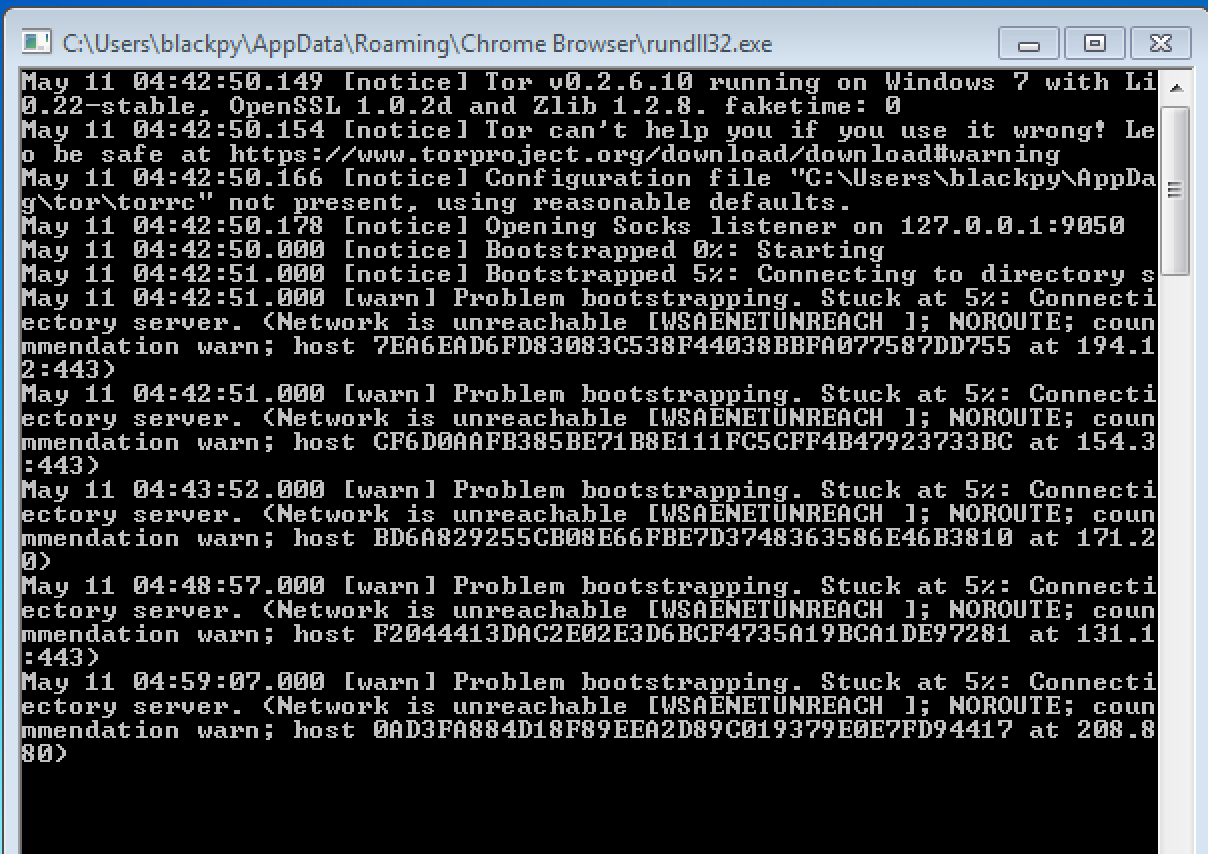 C:\Users\blackpy\AppData\Roaming\Chrome Browser\rundll32.exe
May 11 04:42:50.149 [notice] Tor v0.2.6.10 running on Windows 7 with Li
0.22-stable, OpenSSL 1.0.2d and Zlib 1.2.8. faketime: 0
May 11 04:42:50.154 [notice] Tor can't help you if you use it wrong! Le
o be safe at https://www.torproject.org/download/download#warning
May 11 04:42:50.166 [notice] Configuration file "C:\Users\blackpy\AppDa
g\tor\torrc" not present, using reasonable defaults.
May 11 04:42:50.178 [notice] Opening Socks listener on 127.0.0.1:9050
May 11 04:42:50.000 [notice] Bootstrapped 0%: Starting
May 11 04:42:51.000 [notice] Bootstrapped 5%: Connecting to directory s
May 11 04:42:51.000 [warn] Problem bootstrapping. Stuck at 5%: Connecti
ectory server. (Network is unreachable [WSAENETUNREACH ]; NOROUTE; coun
mmendation warn; host 7EA6EAD6FD83083C538F44038BBFA077587DD755 at 194.1
2:443)
May 11 04:42:51.000 [warn] Problem bootstrapping. Stuck at 5%: Connecti
ectory server. (Network is unreachable [WSAENETUNREACH ]; NOROUTE; coun
mmendation warn; host CF6D0AAFB385BE71B8E111FC5CFF4B47923733BC at 154.3
:443)
May 11 04:43:52.000 [warn] Problem bootstrapping. Stuck at 5%: Connecti
ectory server. (Network is unreachable [WSAENETUNREACH ]; NOROUTE; coun
mmendation warn; host BD6A829255CB08E66FBE7D3748363586E46B3810 at 171.2
0)
May 11 04:48:57.000 [warn] Problem bootstrapping. Stuck at 5%: Connecti
ectory server. (Network is unreachable [WSAENETUNREACH ]; NOROUTE; coun
mmendation warn; host F2044413DAC2E02E3D6BCF4735A19BCA1DE97281 at 131.1
:443)
May 11 04:59:07.000 [warn] Problem bootstrapping. Stuck at 5%: Connecti
ectory server. (Network is unreachable [WSAENETUNREACH ]; NOROUTE; coun
mmendation warn; host 0AD3FA884D18F89EEA2D89C019379E0E7FD94417 at 208.8
80)